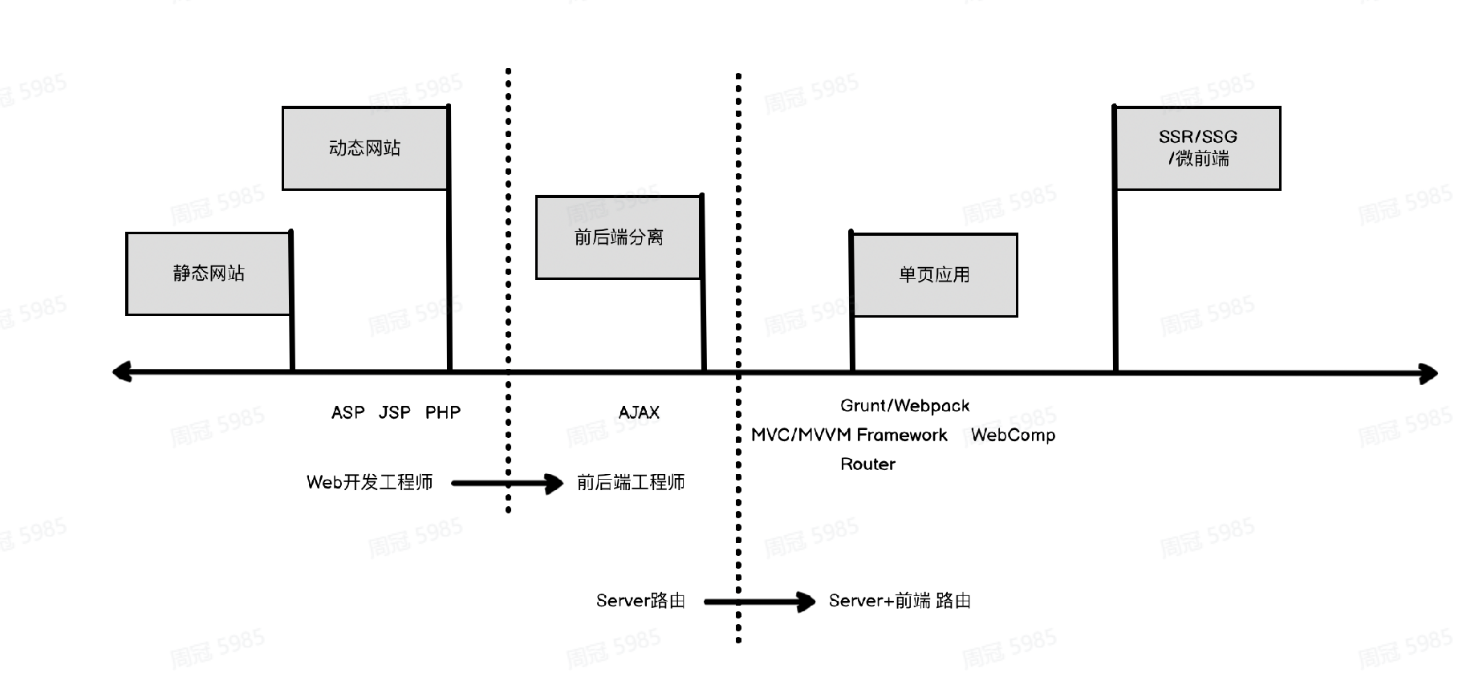 动态网站
SSR/SSG
/微前端
前后端分离
静态网站
单页应用
ASP JSP PHP
AJAX
Grunt/Webpack
MVC/MVVM Framework WebComp
Router
Web开发工程师
前后端工程师
Server路由
Server+前端 路由
周冠 5985